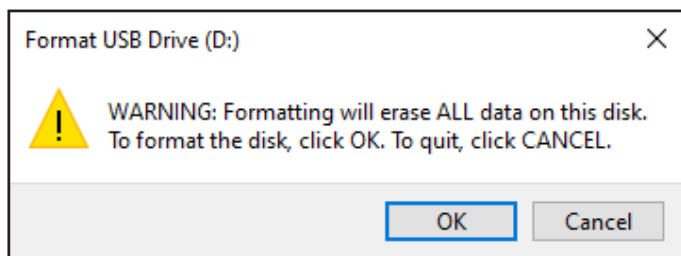 Format USB Drive (D:)
WARNING: Formatting will erase ALL data on this disk.
To format the disk, click OK. To quit, click CANCEL.
OK
Cancel